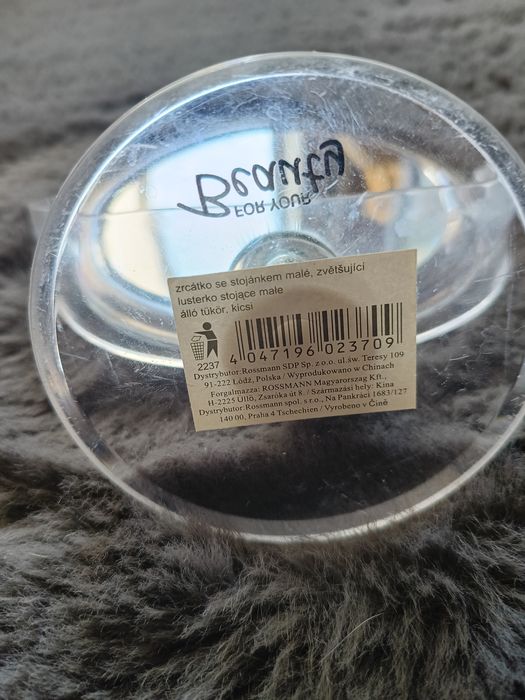 Beauty
FOR YOUR
zrcátko se stojánkem malé, zvětšující
lusterko stojące małe
álló tükör, kicsi
2237
4 047196 023709
Dystrybutor:Rossmann SDP Sp. z o.o. ul.św. Teresy 109
91-222 Łódź, Polska / Wyprodukowano w Chinach
Forgalmazza: ROSSMANN Magyarország Kft.,
H-2225 Üllő, Zsaróka út 8. / Származási hely: Kína
Dystrybutor:Rossmann spol. s r.o., Na Pankráci 1683/127
140 00, Praha 4 Tschechien / Vyrobeno v Číně